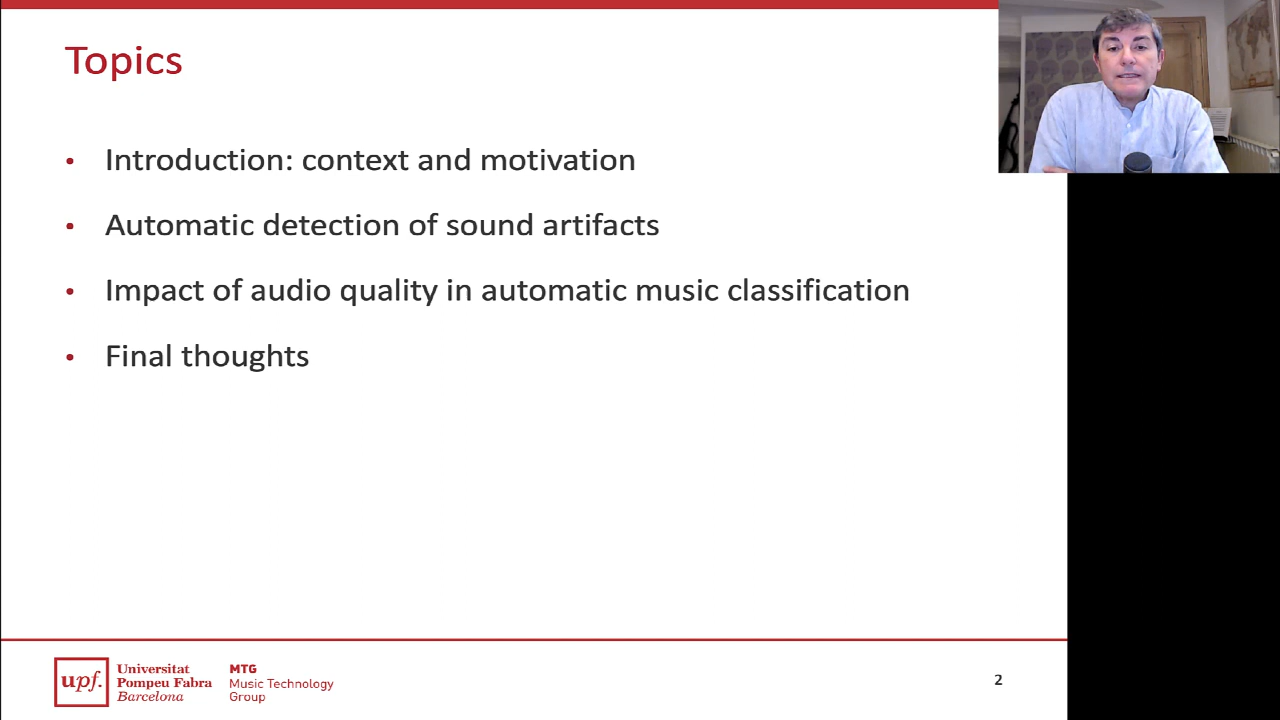 Topics
• Introduction: context and motivation
• Automatic detection of sound artifacts
• Impact of audio quality in automatic music classification
• Final thoughts
upf.
Universitat
Pompeu Fabra
Barcelona
MTG
Music Technology
Group
2